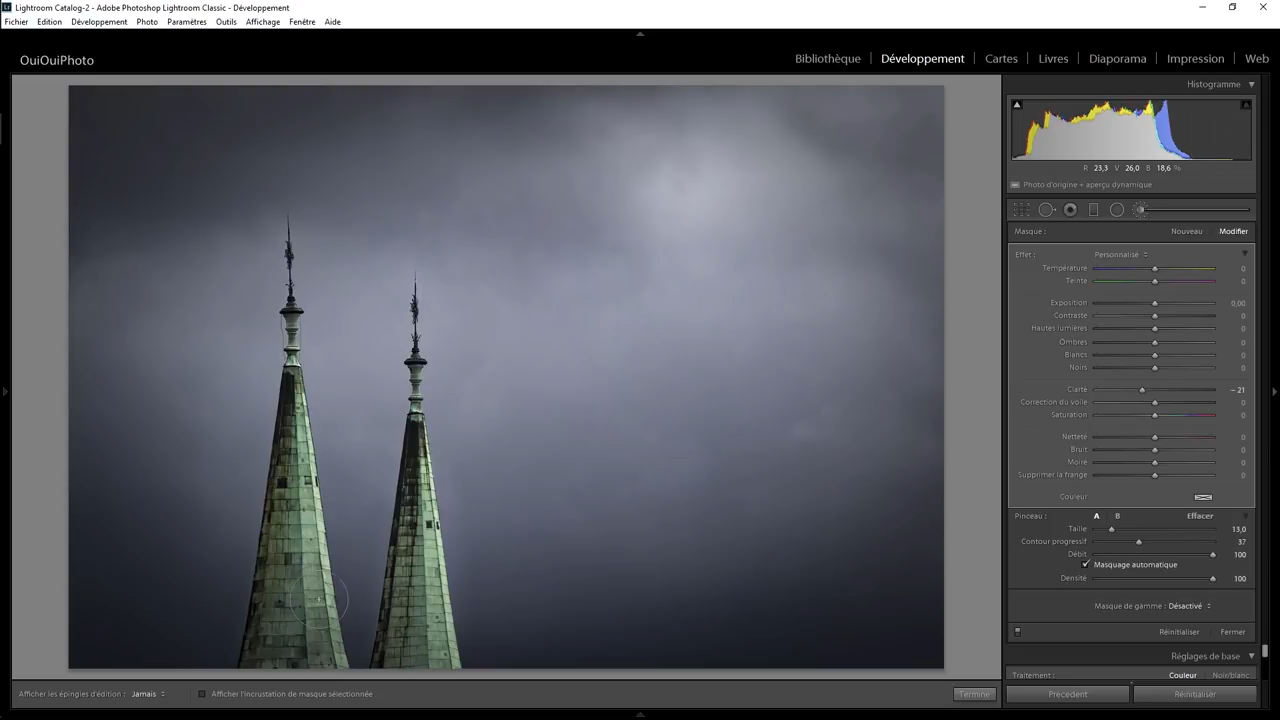 Lightroom Catalog-2 - Adobe Photoshop Lightroom Classic - Développement
Fichier Edition Développement Photo Paramètres Outils Affichage Fenêtre Aide
OuiOuiPhoto
Bibliothèque Développement Cartes Livres Diaporama Impression Web
Histogramme
R 23,3 V 26,0 B 18,6 %
Photo d'origine + aperçu dynamique
Masque : Nouveau Modifier
Effet : Personnalisé
Température 0
Teinte 0
Exposition 0,00
Contraste 0
Hautes lumières 0
Ombres 0
Blancs 0
Noirs 0
Clarté – 21
Correction du voile 0
Saturation 0
Netteté 0
Bruit 0
Moiré 0
Supprimer la frange 0
Couleur
Pinceau : A B Effacer
Taille 13,0
Contour progressif 37
Débit 100
Masquage automatique
Densité 100
Masque de gamme : Désactivé
Réinitialiser Fermer
Réglages de base
Traitement : Couleur Noir/blanc
Afficher les épingles d'édition : Jamais Afficher l'incrustation de masque sélectionnée Terminé
Précédent Réinitialiser